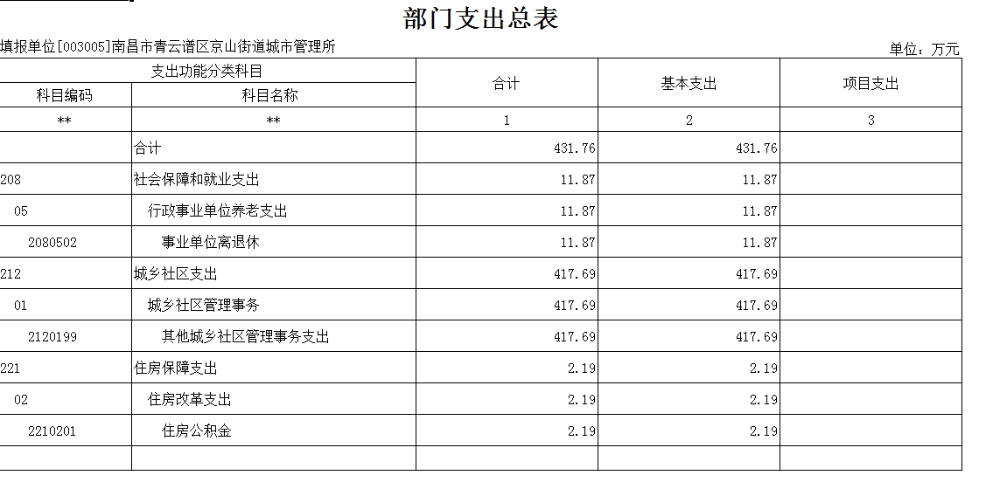 部门支出总表
填报单位[003005]南昌市青云谱区京山街道城市管理所 单位：万元
支出功能分类科目 合计 基本支出 项目支出
科目编码 科目名称
** ** 1 2 3
合计 431.76 431.76
208 社会保障和就业支出 11.87 11.87
05 行政事业单位养老支出 11.87 11.87
2080502 事业单位离退休 11.87 11.87
212 城乡社区支出 417.69 417.69
01 城乡社区管理事务 417.69 417.69
2120199 其他城乡社区管理事务支出 417.69 417.69
221 住房保障支出 2.19 2.19
02 住房改革支出 2.19 2.19
2210201 住房公积金 2.19 2.19